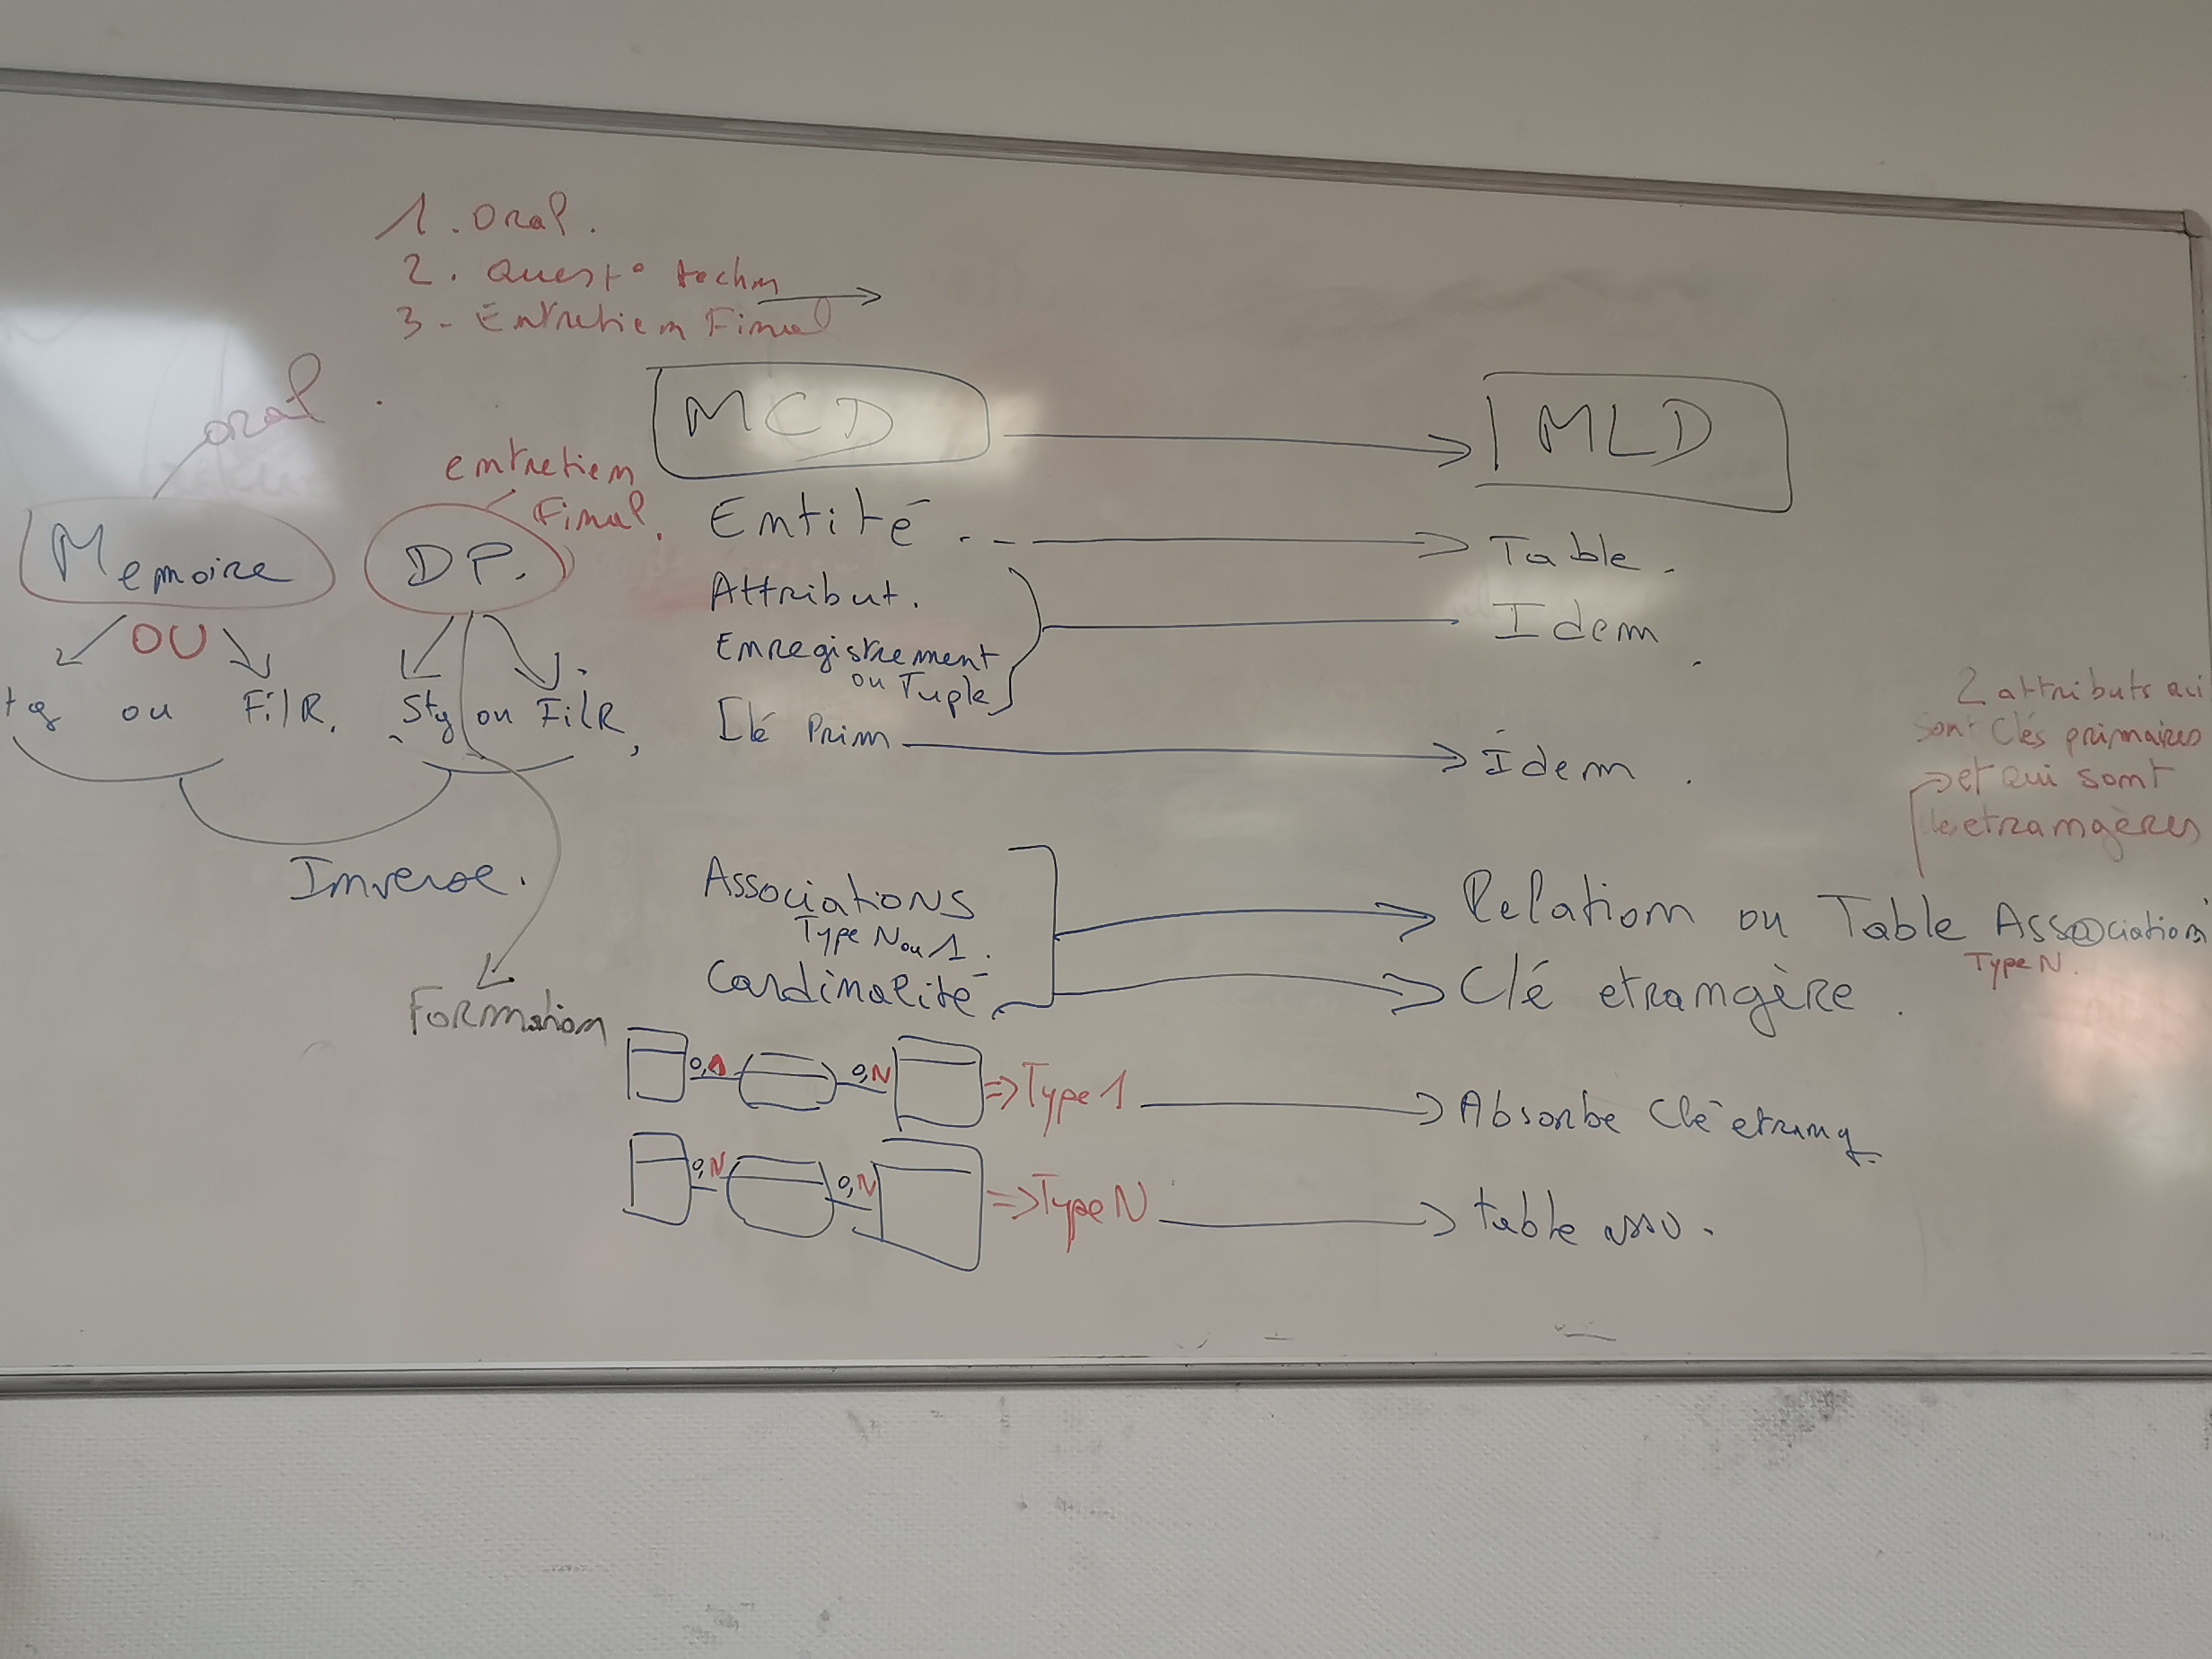 1. Oral.
2. Quest° techn
3 - Entretien Final
oral
entretien
Final.
Memoire
DP.
OU
ou FilR.
Stg ou FilR,
Inverse.
Formation
MCD
MLD
Entité
Table.
Attribut.
Enregistrement
ou Tuple
Idem
Clé Prim
Idem.
2 attributs qui
sont Clés primaires
et qui sont
etrangères
Associations
Type N ou 1.
Cardinalité
Relation ou Table Association
Type N.
Clé etrangère.
0,1 0,N => Type 1
Absorbe Clé etrang.
0,N 0,N => Type N
table asso.